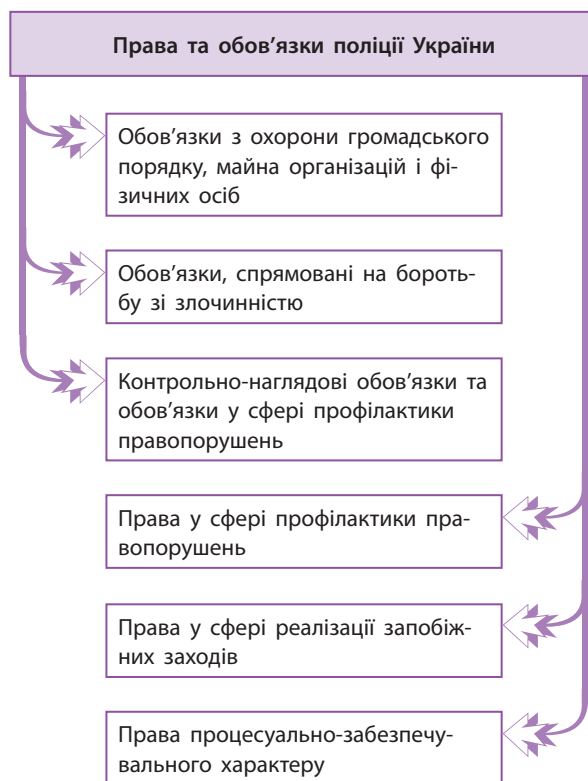 Права та обов’язки поліції України
Обов’язки з охорони громадського
порядку, майна організацій і фі-
зичних осіб
Обов’язки, спрямовані на бороть-
бу зі злочинністю
Контрольно-наглядові обов’язки та
обов’язки у сфері профілактики
правопорушень
Права у сфері профілактики пра-
вопорушень
Права у сфері реалізації запобіж-
них заходів
Права процесуально-забезпечу-
вального характеру